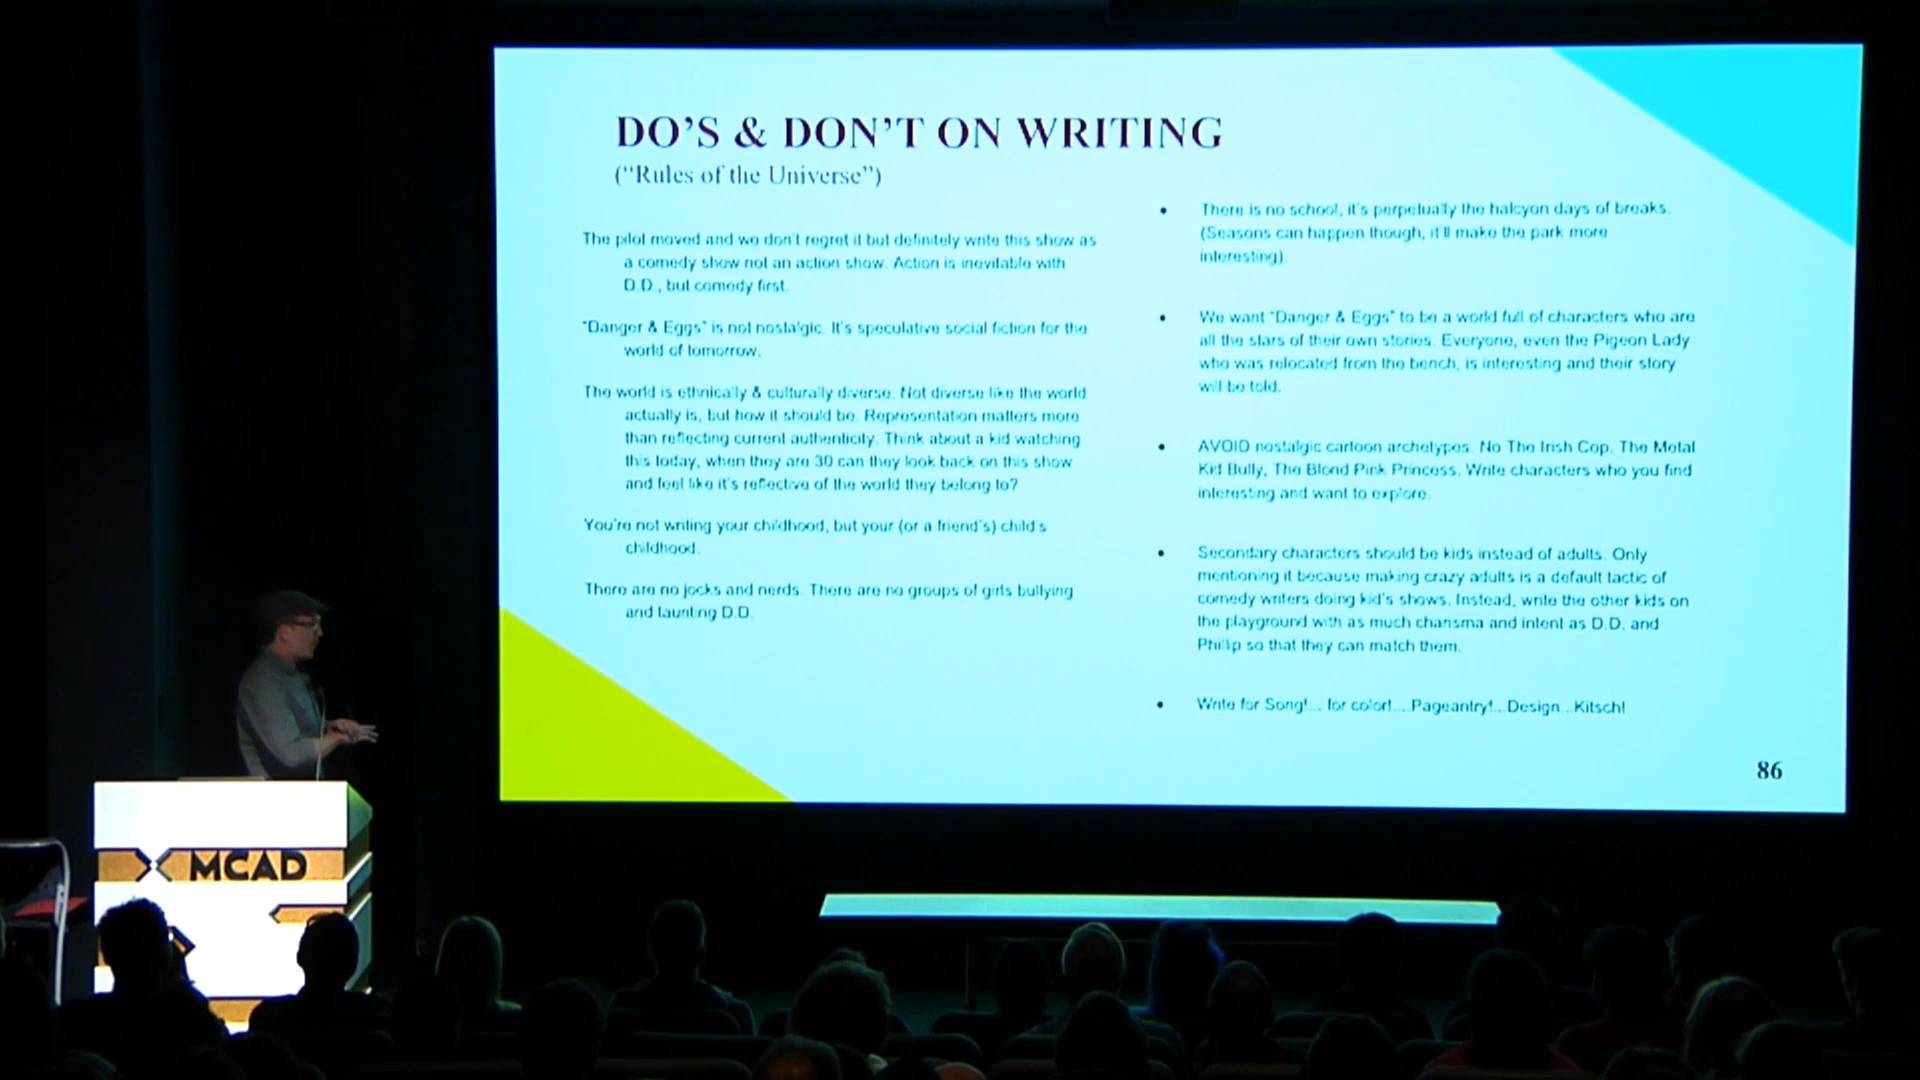 DO'S & DON'T ON WRITING
("Rules of the Universe")
The pilot moved and we don't regret it but definitely write this show as
a comedy show not an action show. Action is inevitable with
D.D., but comedy first.
"Danger & Eggs" is not nostalgic. It's speculative social fiction for the
world of tomorrow.
The world is ethnically & culturally diverse. Not diverse like the world
actually is, but how it should be. Representation matters more
than reflecting current authenticity. Think about a kid watching
this today, when they are 30 can they look back on this show
and feel like it's reflective of the world they belong to?
You're not writing your childhood, but your (or a friend's) child's
childhood.
There are no jocks and nerds. There are no groups of girls bullying
and taunting D.D.
• There is no school, it's perpetually the halcyon days of breaks.
(Seasons can happen though, it'll make the park more
interesting).
• We want "Danger & Eggs" to be a world full of characters who are
all the stars of their own stories. Everyone, even the Pigeon Lady
who was relocated from the bench, is interesting and their story
will be told.
• AVOID nostalgic cartoon archetypes. No The Irish Cop, The Metal
Kid Bully, The Blond Pink Princess. Write characters who you find
interesting and want to explore.
• Secondary characters should be kids instead of adults. Only
mentioning it because making crazy adults is a default tactic of
comedy writers doing kid's shows. Instead, write the other kids on
the playground with as much charisma and intent as D.D. and
Phillip so that they can match them.
• Write for Song!... for color!....Pageantry!...Design...Kitsch!
86
MCAD